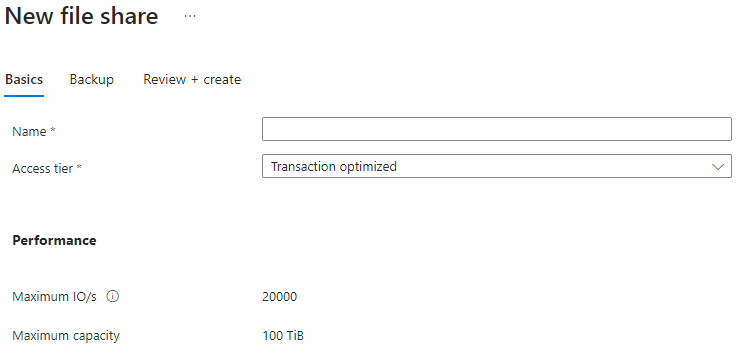 New file share ...
Basics Backup Review + create
Name *
Access tier * Transaction optimized
Performance
Maximum IO/s 20000
Maximum capacity 100 TiB